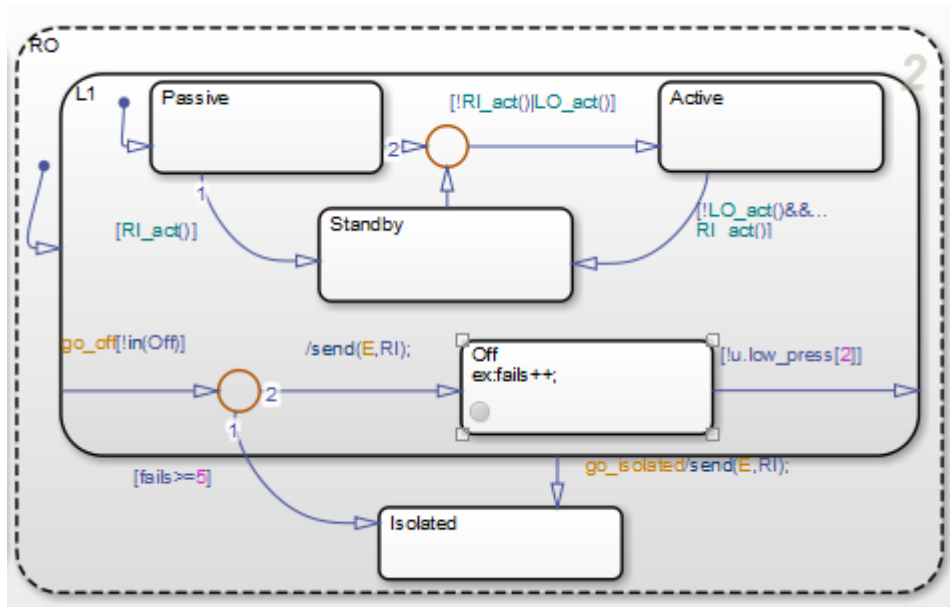 RO
2
L1
Passive
[!RI_act()|LO_act()]
Active
2
1
[RI_act()]
Standby
[!LO_act()&&...
RI_act()]
go_off[!in(Off)]
/send(E,RI);
Off
ex:fails++;
[!u.low_press[2]]
2
1
[fails>=5]
go_isolated/send(E,RI);
Isolated